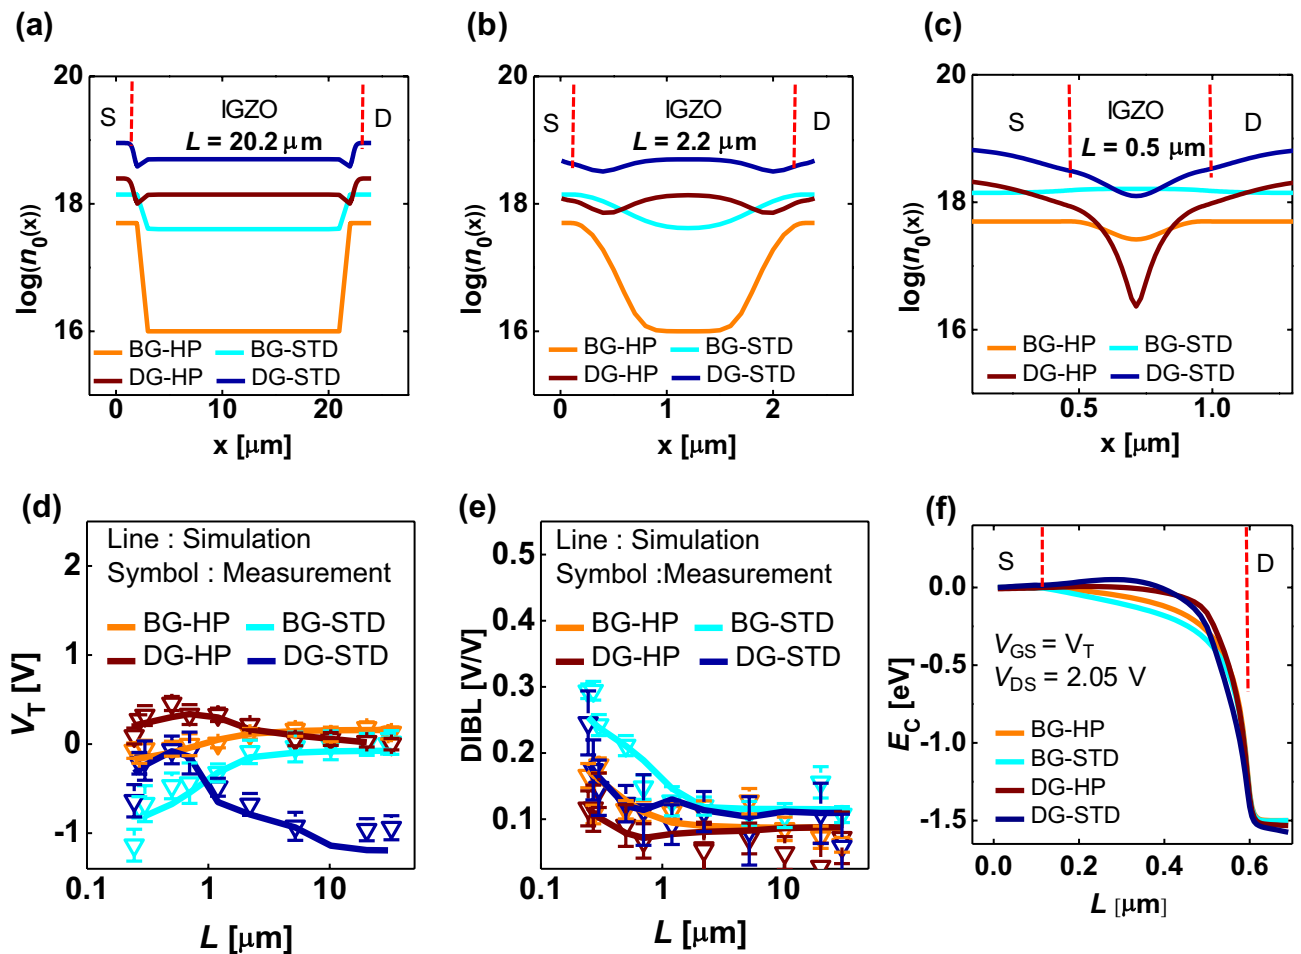 (a)
20
18
16
log(n0(x))
S
IGZO
D
L = 20.2 μm
BG-HP BG-STD
DG-HP DG-STD
0 10 20
x [μm]
(b)
20
18
16
log(n0(x))
S
IGZO
D
L = 2.2 μm
BG-HP BG-STD
DG-HP DG-STD
0 1 2
x [μm]
(c)
20
18
16
log(n0(x))
S
IGZO
D
L = 0.5 μm
BG-HP BG-STD
DG-HP DG-STD
0.5 1.0
x [μm]
(d)
2
1
0
-1
VT [V]
Line : Simulation
Symbol : Measurement
BG-HP BG-STD
DG-HP DG-STD
0.1 1 10
L [μm]
(e)
0.5
0.4
0.3
0.2
0.1
DIBL [V/V]
Line : Simulation
Symbol :Measurement
BG-HP BG-STD
DG-HP DG-STD
0.1 1 10
L [μm]
(f)
0.0
-0.5
-1.0
-1.5
EC [eV]
S
D
VGS = VT
VDS = 2.05 V
BG-HP
BG-STD
DG-HP
DG-STD
0.0 0.2 0.4 0.6
L [μm]